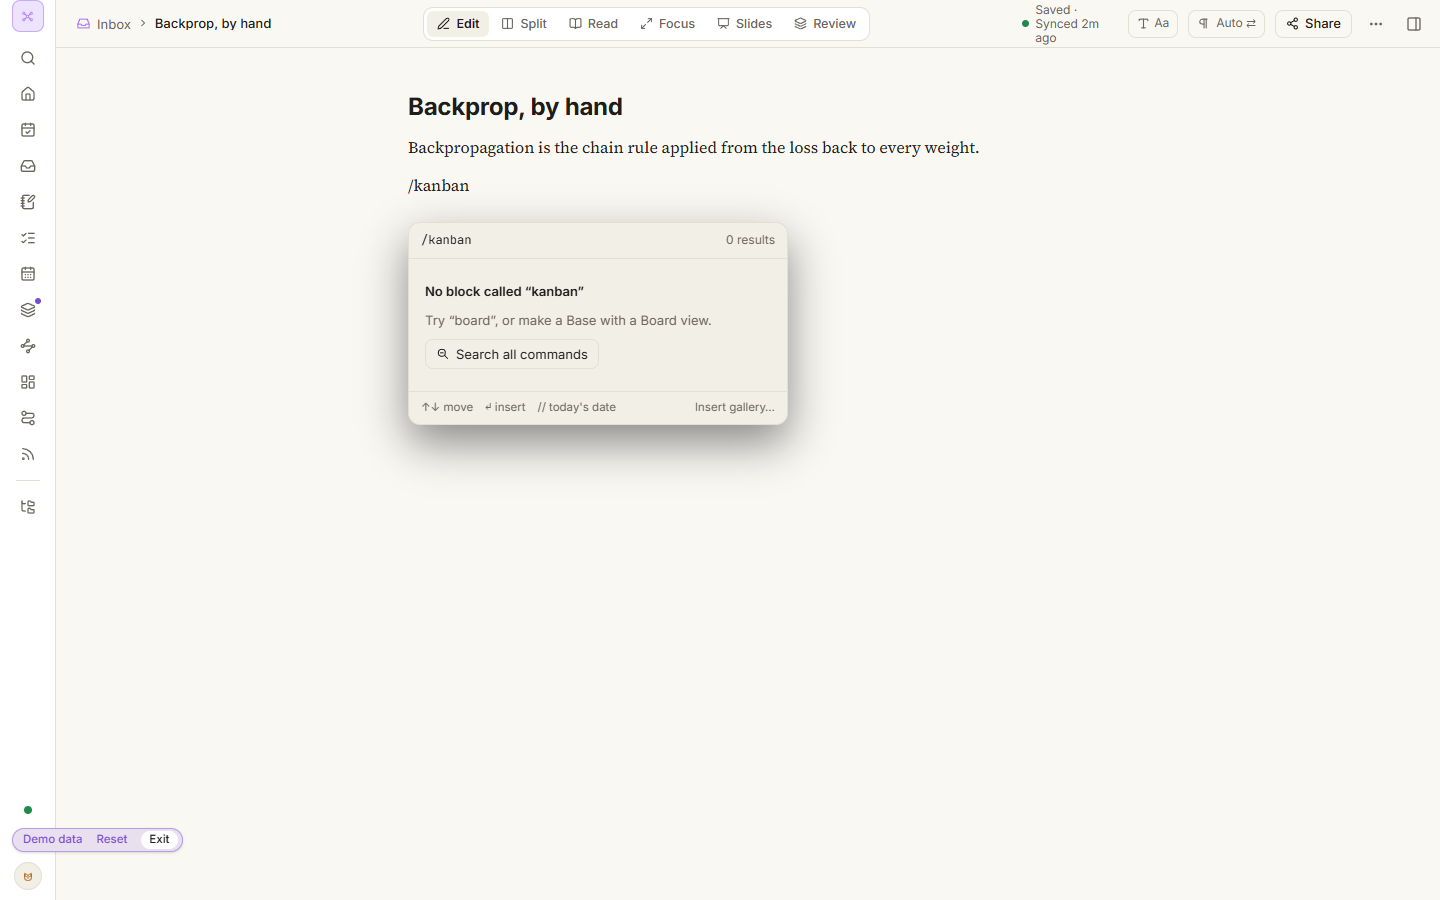 Inbox > Backprop, by hand
Edit
Split
Read
Focus
Slides
Review
Saved ·
Synced 2m
ago
Aa
Auto
Share
Backprop, by hand
Backpropagation is the chain rule applied from the loss back to every weight.
/kanban
/kanban
0 results
No block called “kanban”
Try “board”, or make a Base with a Board view.
Search all commands
↑↓ move ↵ insert // today's date
Insert gallery...
Demo data Reset Exit